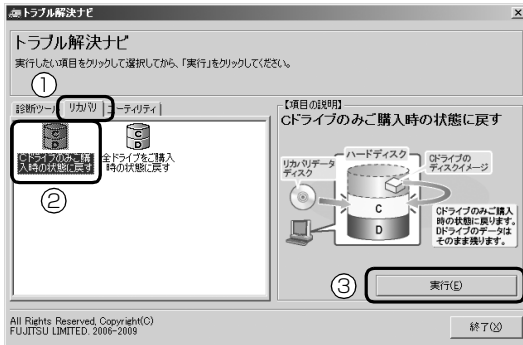 トラブル解決ナビ
トラブル解決ナビ
実行したい項目をクリックして選択してから、「実行」をクリックしてください。
①
診断ツール リカバリ ユーティリティ
Cドライブのみご購
入時の状態に戻す
全ドライブをご購入
時の状態に戻す
②
【項目の説明】
Cドライブのみご購入時の状態に戻す
リカバリデータ
ディスク
ハードディスク
Cドライブの
ディスクイメージ
C
D
Cドライブのみご購入
時の状態に戻ります。
Dドライブのデータは
そのまま残ります。
③
実行(E)
All Rights Reserved, Copyright(C)
FUJITSU LIMITED. 2006-2009
終了(X)